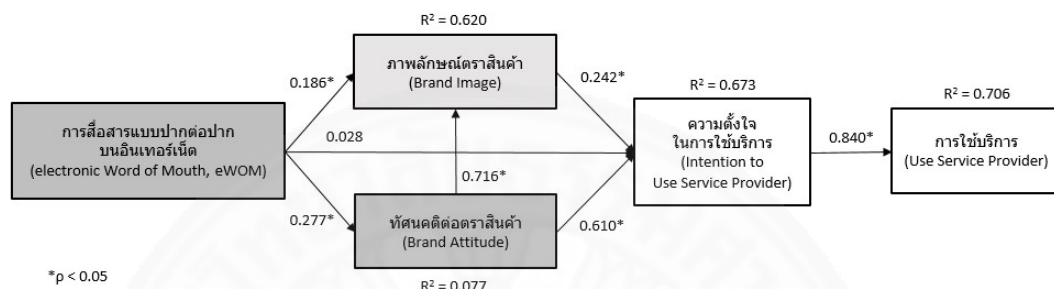 R² = 0.620
ภาพลักษณ์ตราสินค้า
(Brand Image)
0.186*
0.242*
R² = 0.673
R² = 0.706
การสื่อสารแบบปากต่อปาก
บนอินเทอร์เน็ต
(electronic Word of Mouth, eWOM)
0.028
ความตั้งใจ
ในการใช้บริการ
(Intention to
Use Service Provider)
0.840*
การใช้บริการ
(Use Service Provider)
0.716*
0.277*
0.610*
ทัศนคติต่อตราสินค้า
(Brand Attitude)
*ρ < 0.05
R² = 0.077